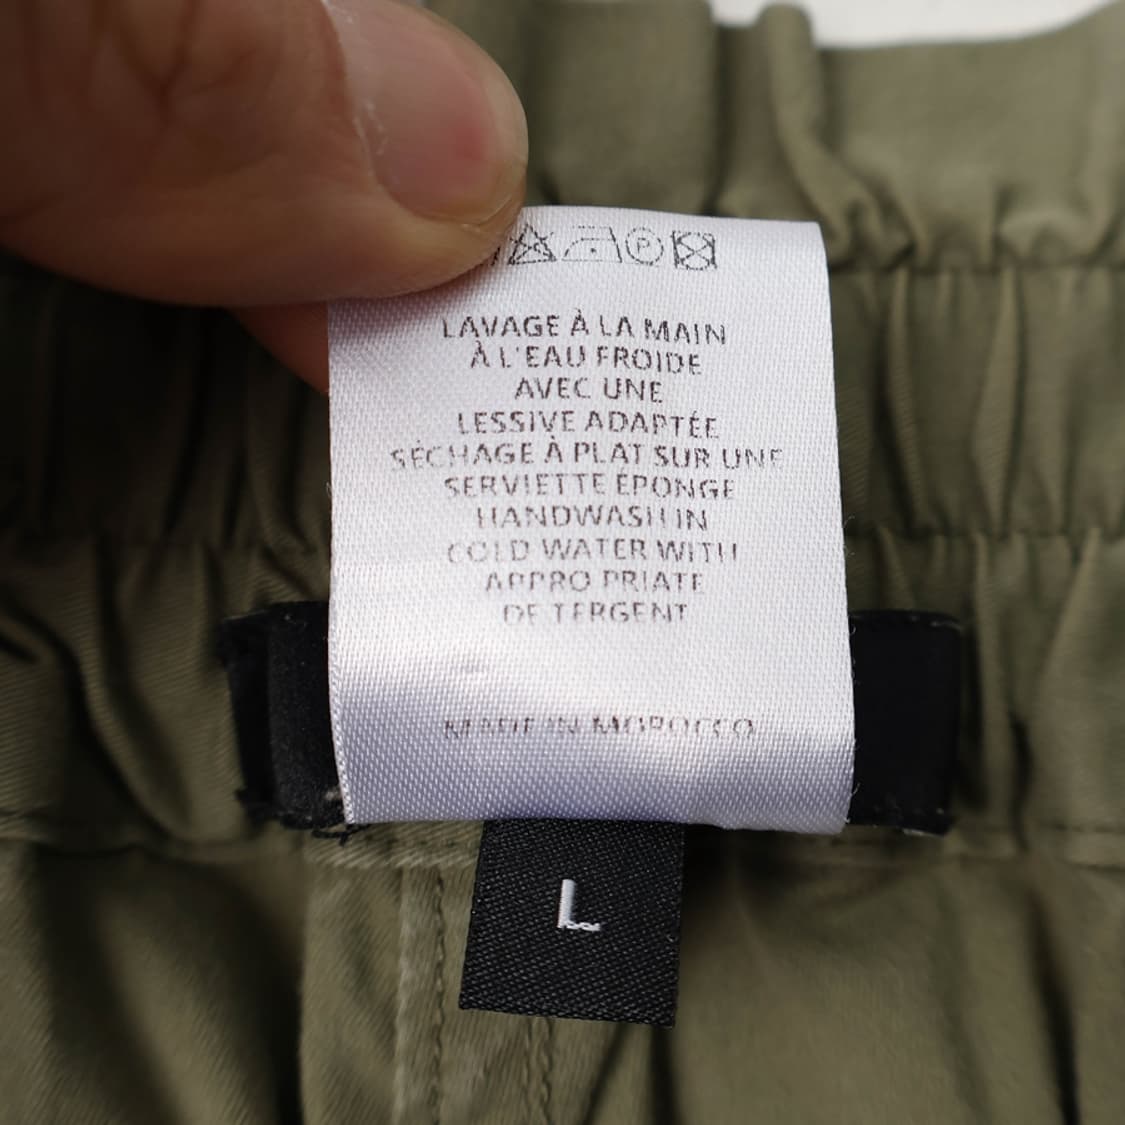 P
LAVAGE À LA MAIN
À L'EAU FROIDE
AVEC UNE
LESSIVE ADAPTÉE
SÉCHAGE À PLAT SUR UNE
SERVIETTE ÉPONGE
HANDWASH IN
COLD WATER WITH
APPRO PRIATE
DE TERGENT
MADE IN MOROCCO
L